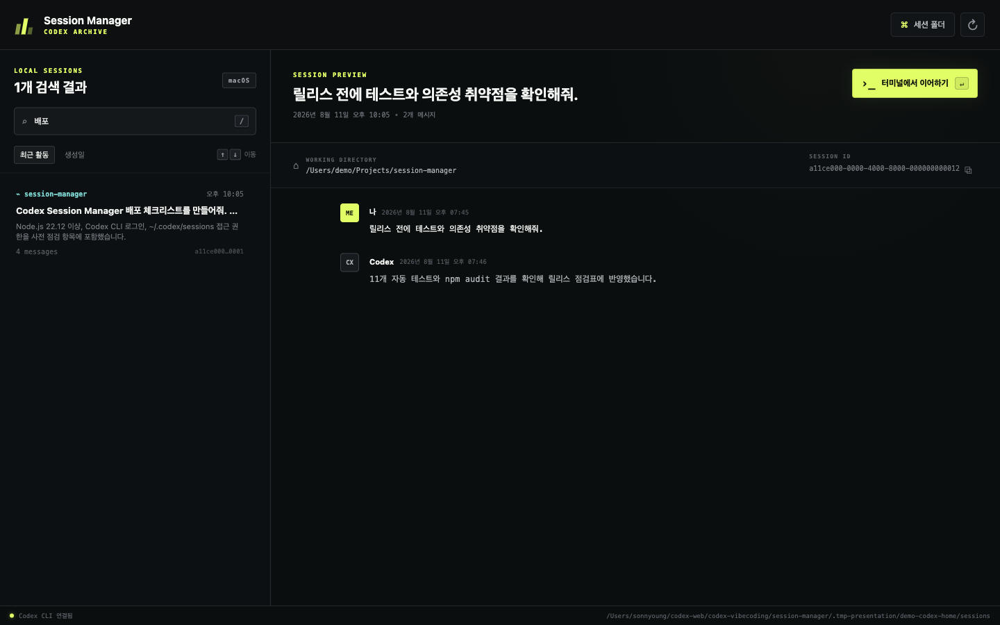 Session Manager
CODEX ARCHIVE
⌘ 세션 폴더
LOCAL SESSIONS
1개 검색 결과
macOS
배포
/
최근 활동 생성일
↑ ↓ 이동
session-manager 오후 10:05
Codex Session Manager 배포 체크리스트를 만들어줘. ...
Node.js 22.12 이상, Codex CLI 로그인, ~/.codex/sessions 접근 권
한을 사전 점검 항목에 포함했습니다.
4 messages a11ce000…0001
SESSION PREVIEW
릴리스 전에 테스트와 의존성 취약점을 확인해줘.
2026년 8월 11일 오후 10:05 • 2개 메시지
›_ 터미널에서 이어하기 ↵
WORKING DIRECTORY
/Users/demo/Projects/session-manager
SESSION ID
a11ce000-0000-4000-8000-000000000012
ME 나 2026년 8월 11일 오후 07:45
릴리스 전에 테스트와 의존성 취약점을 확인해줘.
CX Codex 2026년 8월 11일 오후 07:46
11개 자동 테스트와 npm audit 결과를 확인해 릴리스 점검표에 반영했습니다.
Codex CLI 연결됨
/Users/sonnyoung/codex-web/codex-vibecoding/session-manager/.tmp-presentation/demo-codex-home/sessions